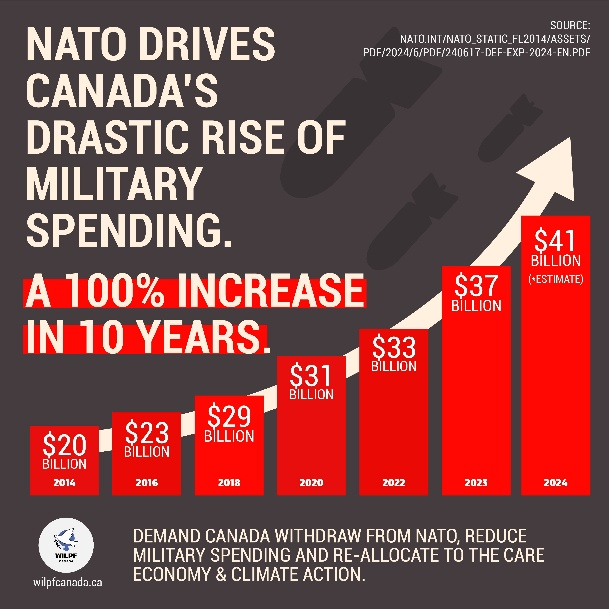 NATO DRIVES
CANADA'S
DRASTIC RISE OF
MILITARY
SPENDING.
SOURCE:
NATO.INT/NATO_STATIC_FL2014/ASSETS/
PDF/2024/6/PDF/240617-DEF-EXP-2024-EN.PDF
A 100% INCREASE
IN 10 YEARS.
$20
BILLION
2014
$23
BILLION
2016
$29
BILLION
2018
$31
BILLION
2020
$33
BILLION
2022
$37
BILLION
2023
$41
BILLION
(*ESTIMATE)
2024
WILPF
CANADA
wilpfcanada.ca
DEMAND CANADA WITHDRAW FROM NATO, REDUCE
MILITARY SPENDING AND RE-ALLOCATE TO THE CARE
ECONOMY & CLIMATE ACTION.